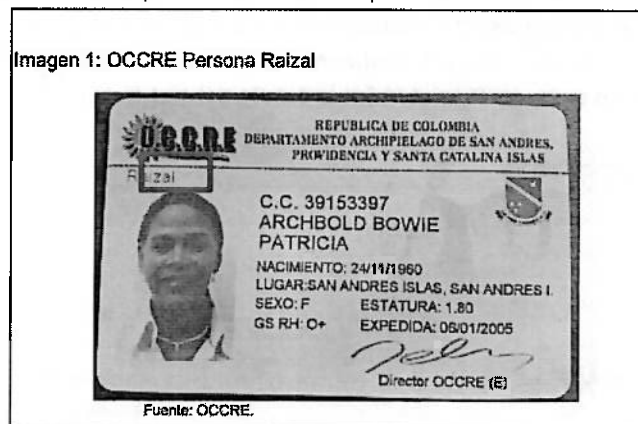 Imagen 1: OCCRE Persona Raizal
O.C.C.R.E
REPUBLICA DE COLOMBIA
DEPARTAMENTO ARCHIPIELAGO DE SAN ANDRES,
PROVIDENCIA Y SANTA CATALINA ISLAS
Raizal
C.C. 39153397
ARCHBOLD BOWIE
PATRICIA
NACIMIENTO: 24/11/1960
LUGAR:SAN ANDRES ISLAS, SAN ANDRES I.
SEXO: F ESTATURA: 1.80
GS RH: O+ EXPEDIDA: 06/01/2005
Director OCCRE (E)
Fuente: OCCRE.